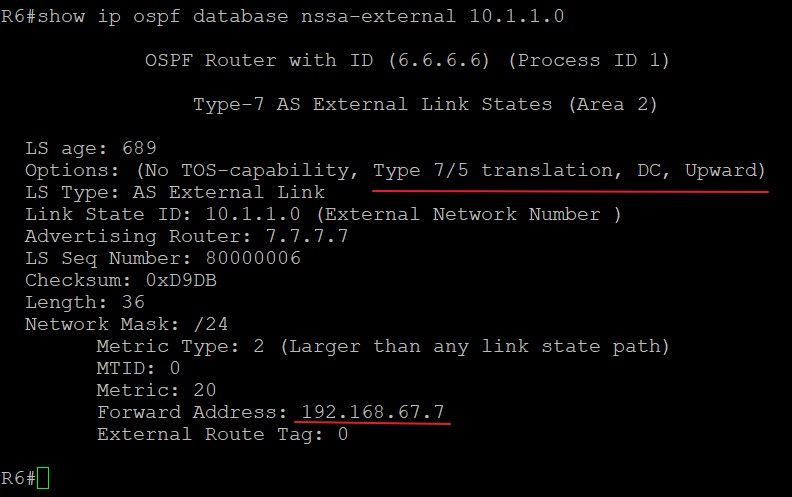 R6#show ip ospf database nssa-external 10.1.1.0
OSPF Router with ID (6.6.6.6) (Process ID 1)
Type-7 AS External Link States (Area 2)
LS age: 689
Options: (No TOS-capability, Type 7/5 translation, DC, Upward)
LS Type: AS External Link
Link State ID: 10.1.1.0 (External Network Number )
Advertising Router: 7.7.7.7
LS Seq Number: 80000006
Checksum: 0xD9DB
Length: 36
Network Mask: /24
Metric Type: 2 (Larger than any link state path)
MTID: 0
Metric: 20
Forward Address: 192.168.67.7
External Route Tag: 0
R6#